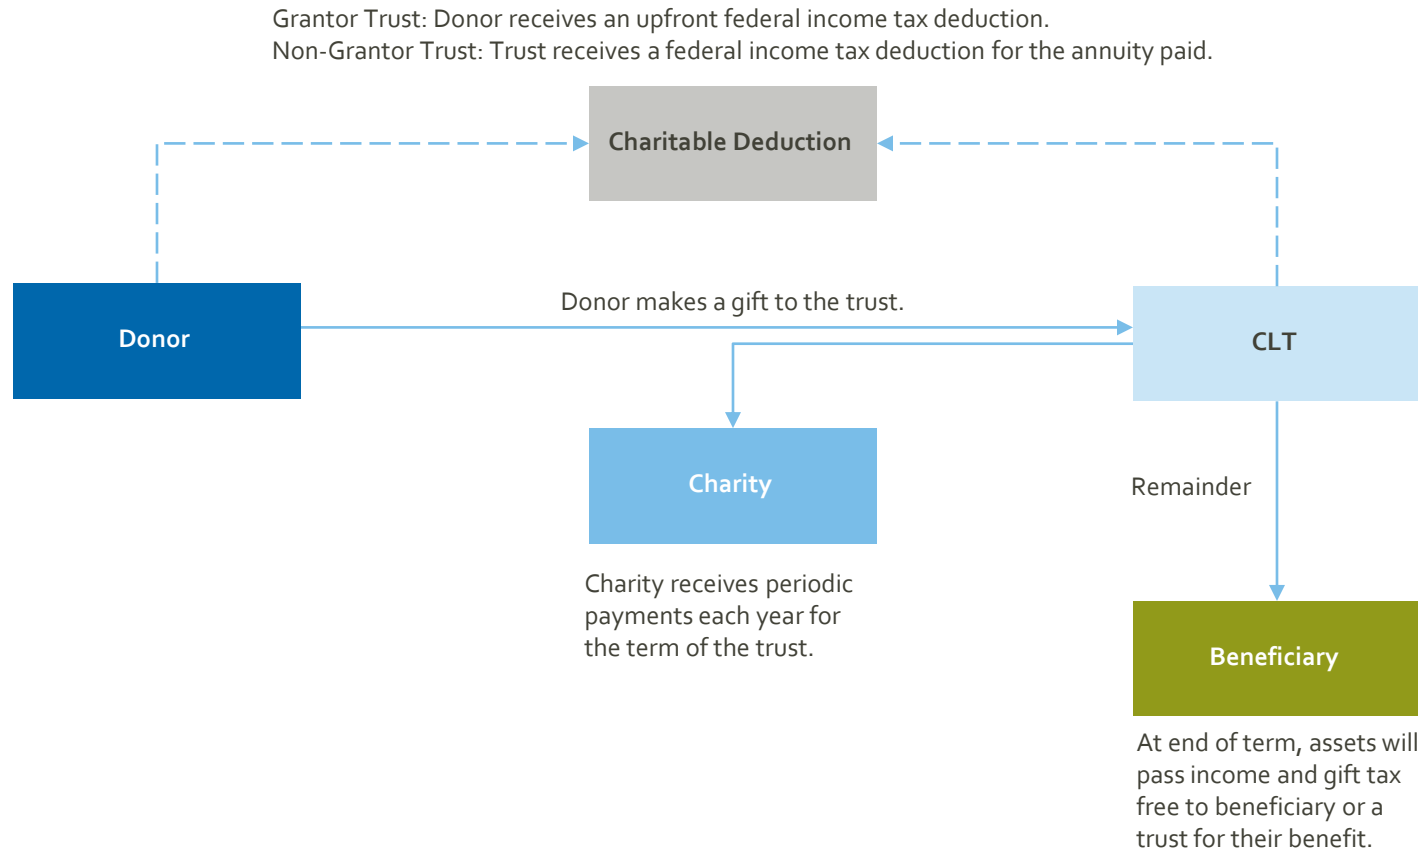 Grantor Trust: Donor receives an upfront federal income tax deduction.
Non-Grantor Trust: Trust receives a federal income tax deduction for the annuity paid.
Charitable Deduction
Donor makes a gift to the trust.
Donor
CLT
Charity
Remainder
Charity receives periodic
payments each year for
the term of the trust.
Beneficiary
At end of term, assets will
pass income and gift tax
free to beneficiary or a
trust for their benefit.